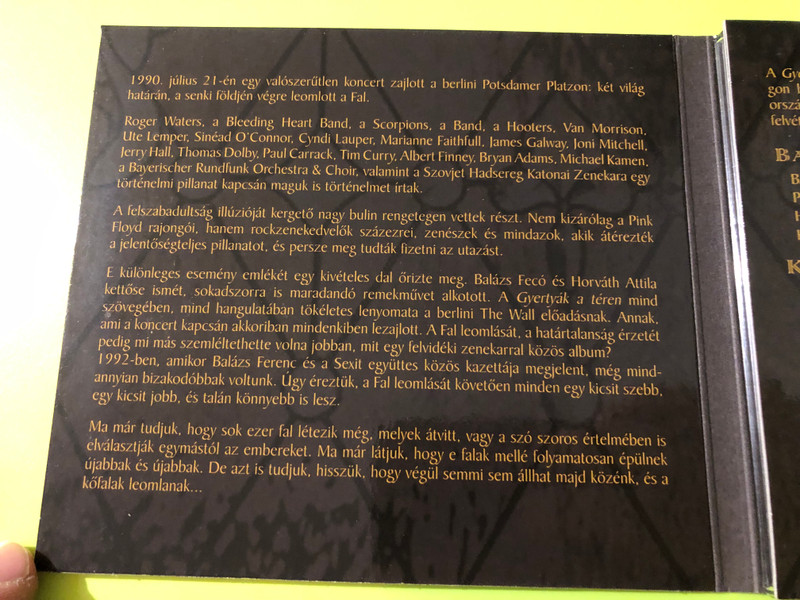 1990. július 21-én egy valószerűtlen koncert zajlott a berlini Potsdamer Platzon: két világ
határán, a senki földjén végre leomlott a Fal.
Roger Waters, a Bleeding Heart Band, a Scorpions, a Band, a Hooters, Van Morrison,
Ute Lemper, Sinéad O'Connor, Cyndi Lauper, Marianne Faithfull, James Galway, Joni Mitchell,
Jerry Hall, Thomas Dolby, Paul Carrack, Tim Curry, Albert Finney, Bryan Adams, Michael Kamen,
a Bayerischer Rundfunk Orchestra & Choir, valamint a Szovjet Hadsereg Katonai Zenekara egy
történelmi pillanat kapcsán maguk is történelmet írtak.
A felszabadultság illúzióját kergető nagy bulin rengetegen vettek részt. Nem kizárólag a Pink
Floyd rajongói, hanem rockzenekedvelők százezrei, zenészek és mindazok, akik átérezték
a jelentőségteljes pillanatot, és persze meg tudták fizetni az utazást.
E különleges esemény emlékét egy kivételes dal őrizte meg. Balázs Fecó és Horváth Attila
kettőse ismét, sokadszorra is maradandó remekművet alkotott. A Gyertyák a téren mind
szövegében, mind hangulatában tökéletes lenyomata a berlini The Wall előadásnak. Annak,
ami a koncert kapcsán akkoriban mindenkiben lezajlott. A Fal leomlását, a határtalanság érzetét
pedig mi más szemléltethette volna jobban, mit egy felvidéki zenekarral közös album?
1992-ben, amikor Balázs Ferenc és a Sexit együttes közös kazettája megjelent, még mind-
annyian bizakodóbbak voltunk. Úgy éreztük, a Fal leomlását követően minden egy kicsit szebb,
egy kicsit jobb, és talán könnyebb is lesz.
Ma már tudjuk, hogy sok ezer fal létezik még, melyek átvitt, vagy a szó szoros értelmében is
elválasztják egymástól az embereket. Ma már látjuk, hogy e falak mellé folyamatosan épülnek
újabbak és újabbak. De azt is tudjuk, hisszük, hogy végül semmi sem állhat majd közénk, és a
kőfalak leomlanak...
A Gye
gon
orszá
felvét